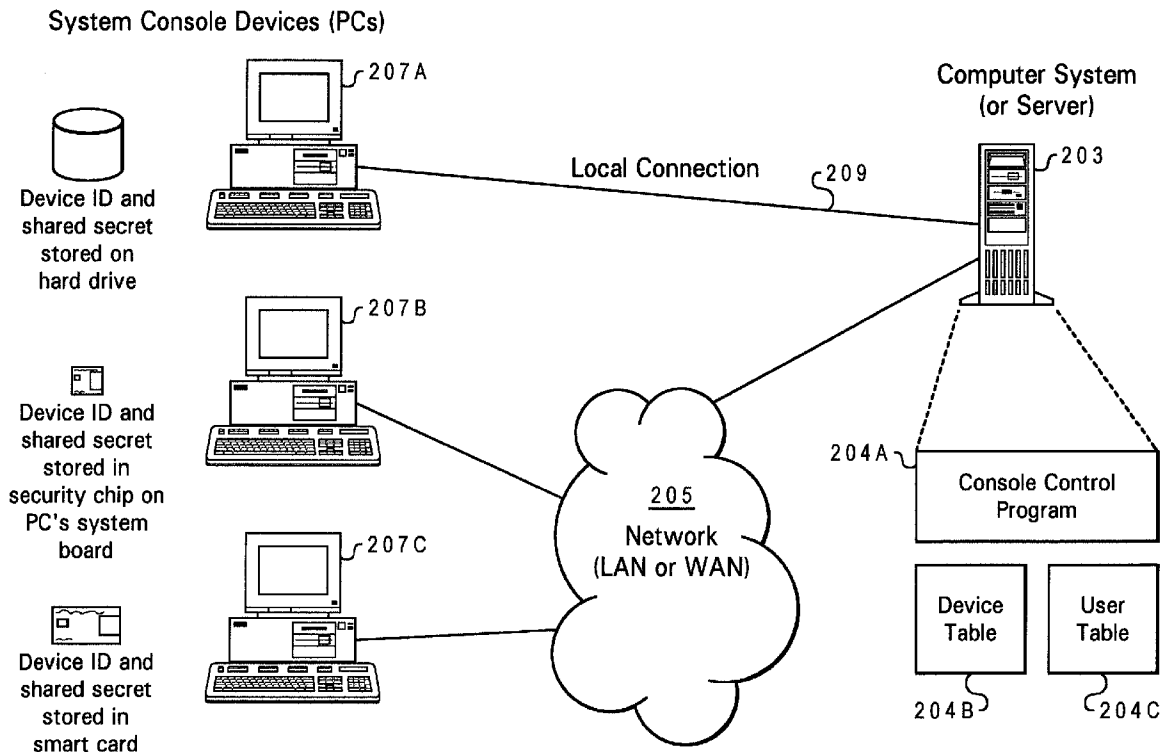 System Console Devices (PCs)
207A
Device ID and
shared secret
stored on
hard drive
Local Connection
209
Computer System
(or Server)
203
207B
Device ID and
shared secret
stored in
security chip on
PC's system
board
207C
Device ID and
shared secret
stored in
smart card
205
Network
(LAN or WAN)
204A
Console Control
Program
Device
Table
User
Table
204B
204C